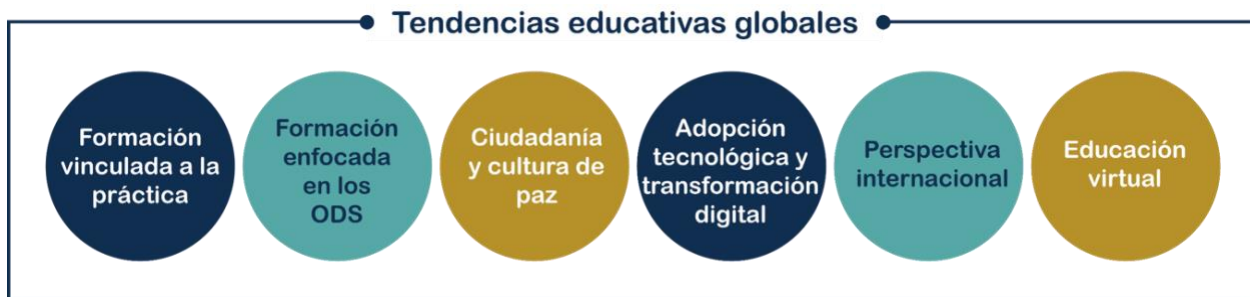 Tendencias educativas globales
Formación
vinculada a la
práctica
Formación
enfocada
en los
ODS
Ciudadanía
y cultura de
paz
Adopción
tecnológica y
transformación
digital
Perspectiva
internacional
Educación
virtual